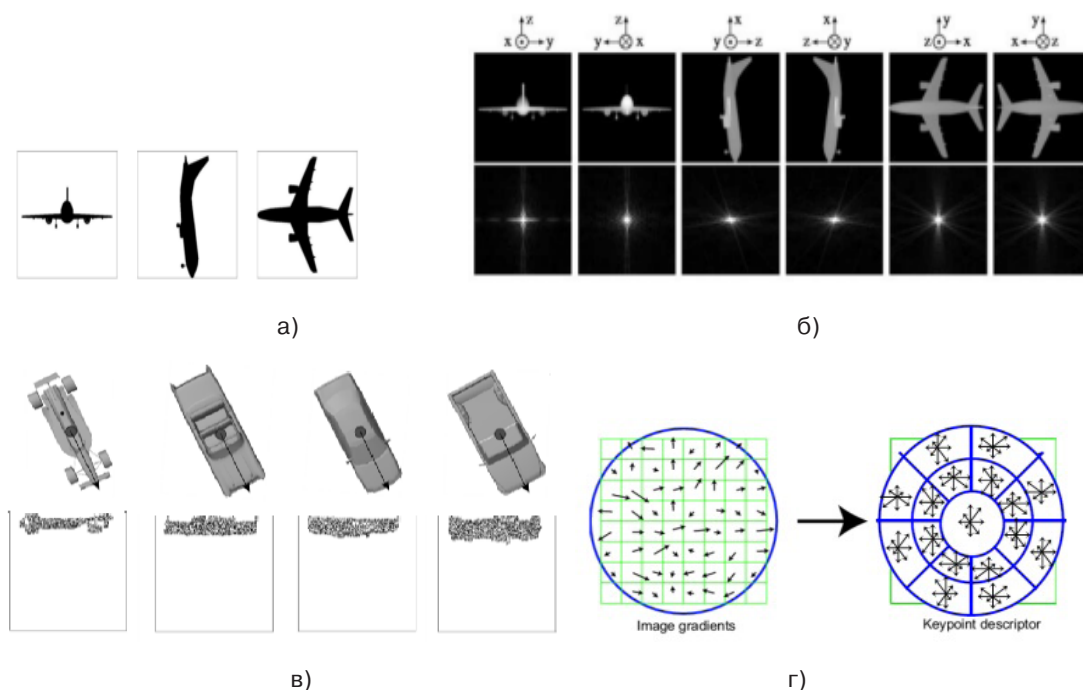 z z x x y y
x y y x y z z y z x x z
а) б)
Image gradients Keypoint descriptor
в) г)